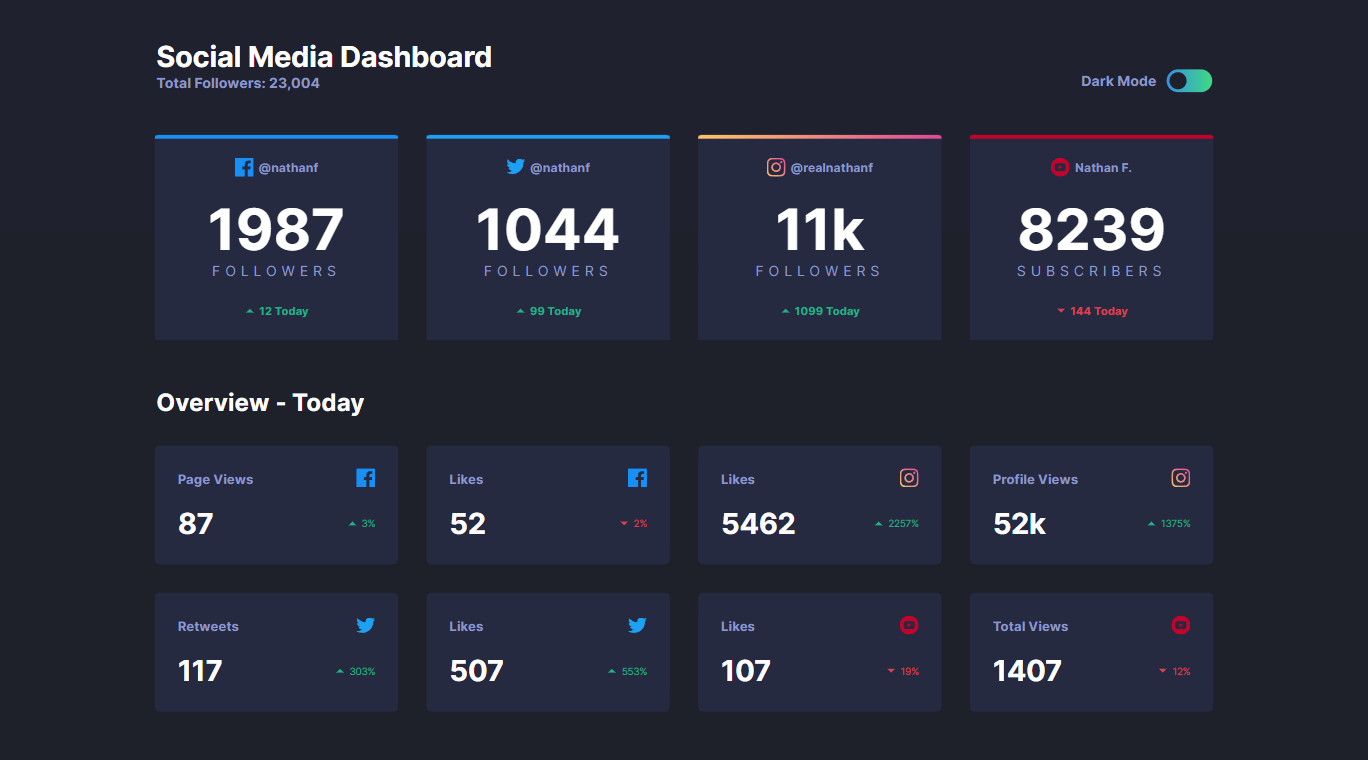 Social Media Dashboard
Total Followers: 23,004
Dark Mode
@nathanf
1987
FOLLOWERS
12 Today
@nathanf
1044
FOLLOWERS
99 Today
@realnathanf
11k
FOLLOWERS
1099 Today
Nathan F.
8239
SUBSCRIBERS
144 Today
Overview - Today
Page Views
87
3%
Likes
52
2%
Likes
5462
2257%
Profile Views
52k
1375%
Retweets
117
303%
Likes
507
553%
Likes
107
19%
Total Views
1407
12%